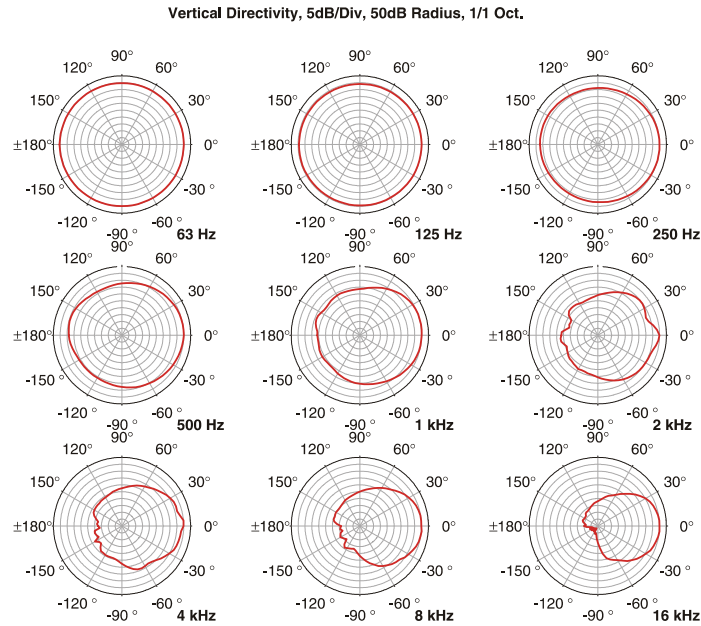 Vertical Directivity, 5dB/Div, 50dB Radius, 1/1 Oct.
90° 90° 90°
120° 60° 120° 60° 120° 60°
150° 30° 150° 30° 150° 30°
±180° 0° ±180° 0° ±180° 0°
-150 ° -30 ° -150 ° -30 ° -150 ° -30 °
-120 ° -60 ° -120 ° -60 ° -120 ° -60 °
-90 ° 63 Hz -90 ° 125 Hz -90 ° 250 Hz
90° 90° 90°
120° 60° 120° 60° 120° 60°
150° 30° 150° 30° 150° 30°
±180° 0° ±180° 0° ±180° 0°
-150 ° -30 ° -150 ° -30 ° -150 ° -30 °
-120 ° -60 ° -120 ° -60 ° -120 ° -60 °
-90 ° 500 Hz -90 ° 1 kHz -90 ° 2 kHz
90° 90° 90°
120° 60° 120° 60° 120° 60°
150° 30° 150° 30° 150° 30°
±180° 0° ±180° 0° ±180° 0°
-150 ° -30 ° -150 ° -30 ° -150 ° -30 °
-120 ° -60 ° -120 ° -60 ° -120 ° -60 °
-90 ° 4 kHz -90 ° 8 kHz -90 ° 16 kHz